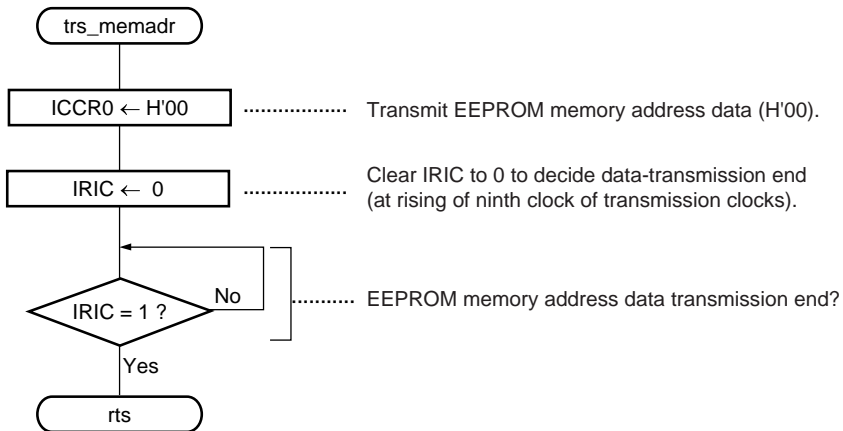 trs_memadr
ICCR0 ← H'00 .................. Transmit EEPROM memory address data (H'00).
IRIC ← 0 .................. Clear IRIC to 0 to decide data-transmission end
(at rising of ninth clock of transmission clocks).
No
IRIC = 1 ? ........... EEPROM memory address data transmission end?
Yes
rts